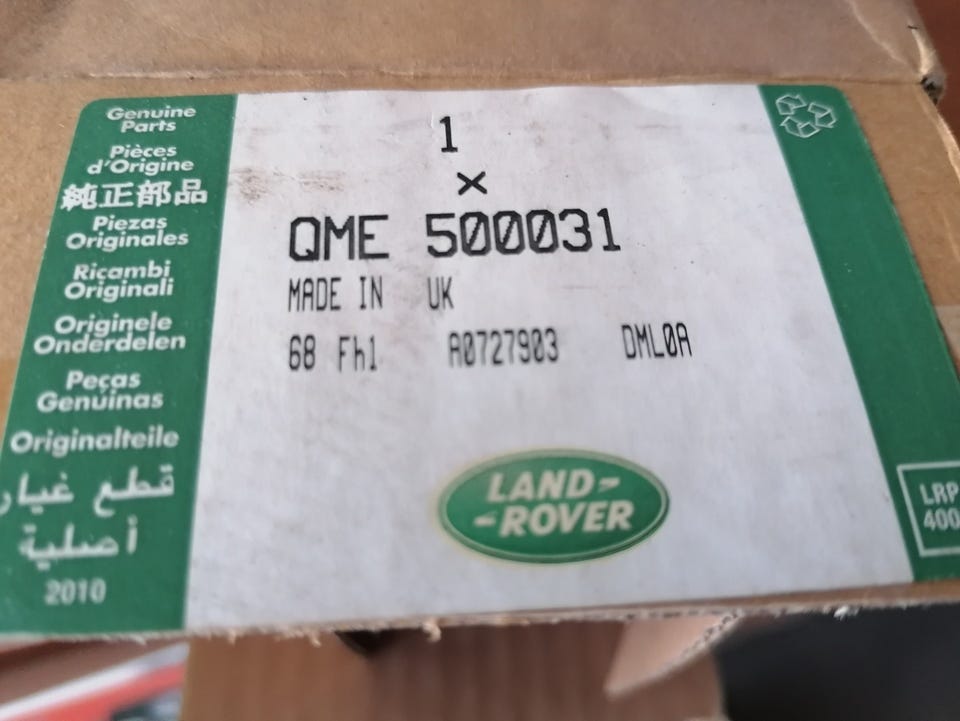 Genuine
Parts
Pièces
d'Origine
純正部品
Piezas
Originales
Ricambi
Originali
Originele
Onderdelen
Peças
Genuinas
Originalteile
قطع غيار
أصلية
2010
1
×
QME 500031
MADE IN UK
68 Fh1 A0727903 DML0A
LAND-
-ROVER
LRP
400